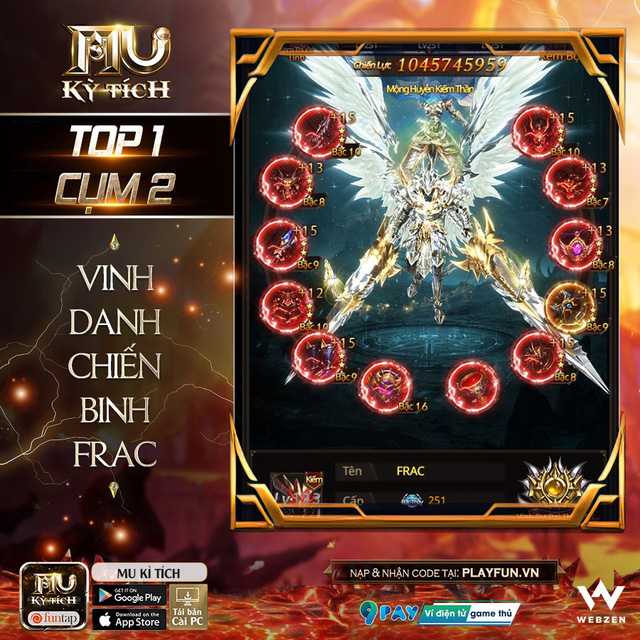 MU
KỲ TÍCH
TOP 1
CỤM 2
VINH
DANH
CHIẾN
BINH
FRAC
Chiến Lực 1045745959
Mộng Huyện Kiếm Thần
+15
Bậc 10
+15
Bậc 10
+13
Bậc 8
+13
Bậc 7
+15
Bậc 9
+13
Bậc 8
+12
Bậc 10
+15
Bậc 9
+15
Bậc 9
+15
Bậc 8
Bậc 16
Kiếm
Tên FRAC
Cấp 251
MU
KỲ TÍCH
funtap
MU KÌ TÍCH
GET IT ON
Google Play
Download on the
App Store
Tải bản
Cài PC
NẠP & NHẬN CODE TẠI: PLAYFUN.VN
9PAY Ví điện tử game thủ
WEBZEN